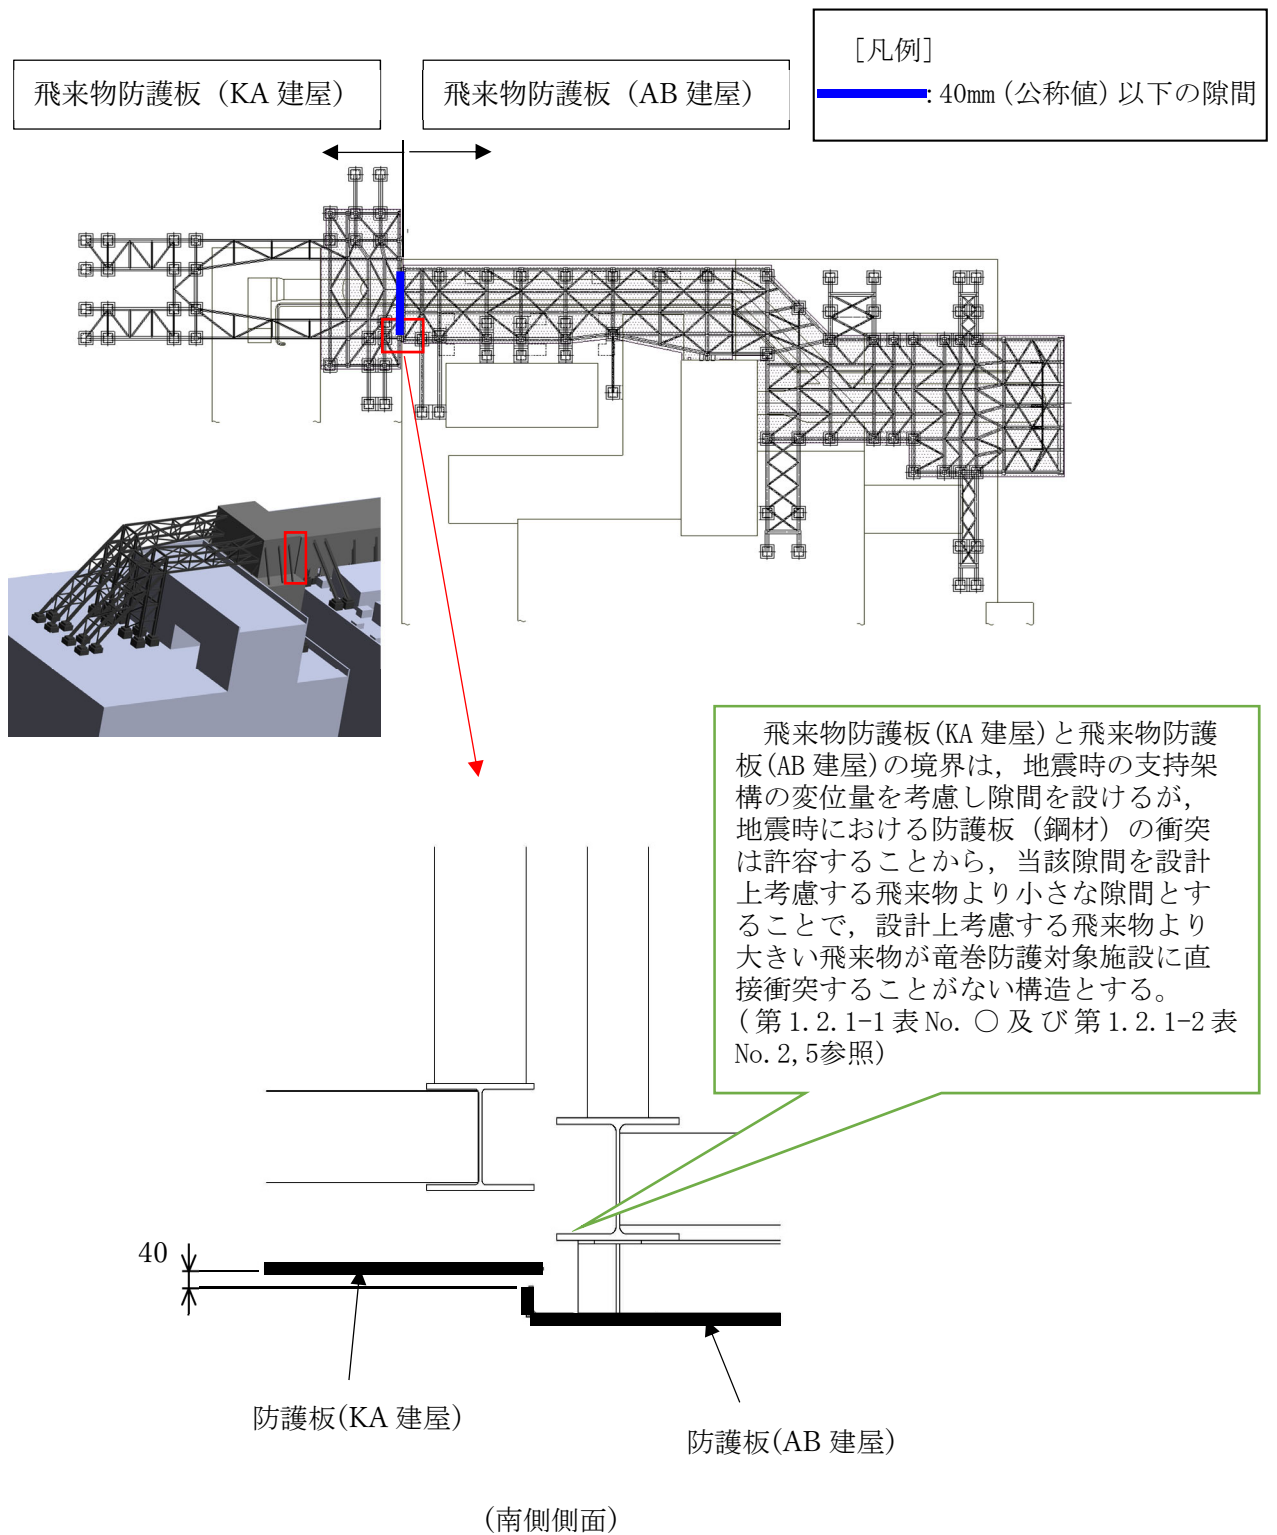 [凡例]
: 40mm(公称値)以下の隙間
飛来物防護板（KA 建屋）
飛来物防護板（AB 建屋）
飛来物防護板(KA 建屋)と飛来物防護
板(AB 建屋)の境界は，地震時の支持架
構の変位量を考慮し隙間を設けるが，
地震時における防護板（鋼材）の衝突
は許容することから，当該隙間を設計
上考慮する飛来物より小さな隙間とす
ることで，設計上考慮する飛来物より
大きい飛来物が竜巻防護対象施設に直
接衝突することがない構造とする。
(第1.2.1-1表No.○及び第1.2.1-2表
No.2,5参照)
40
防護板(KA 建屋)
防護板(AB 建屋)
(南側側面)